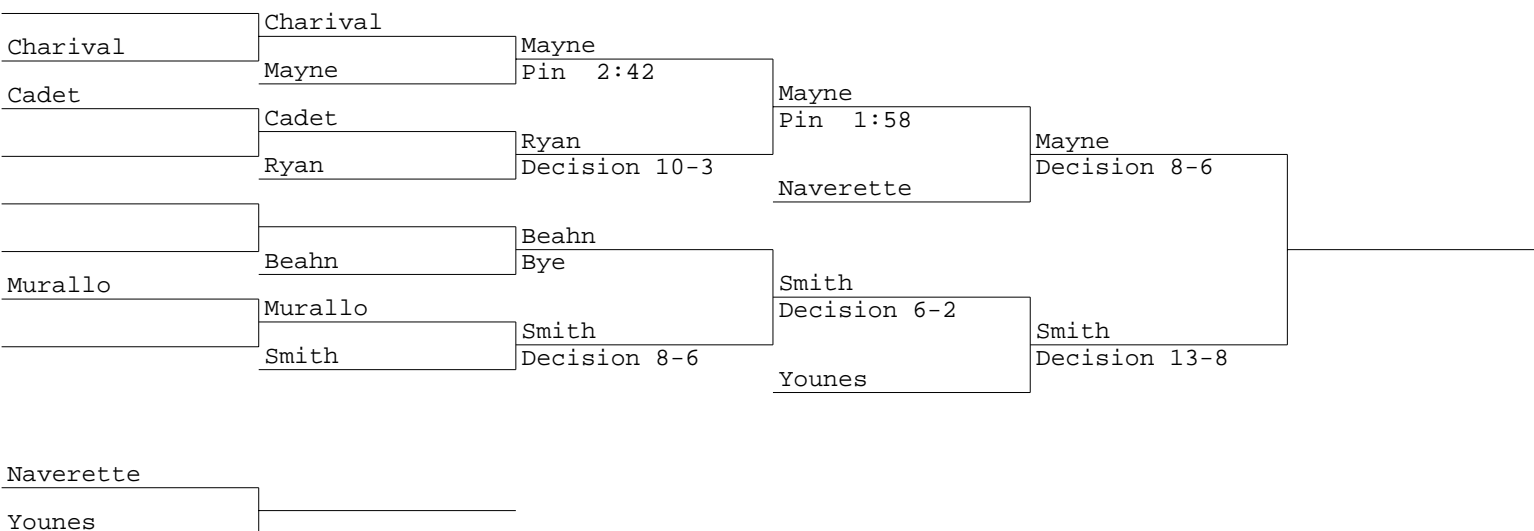 Charival
Cadet
Murallo
Charival
Mayne
Cadet
Ryan
Beahn
Murallo
Smith
Mayne
Pin 2:42
Ryan
Decision 10-3
Beahn
Bye
Smith
Decision 8-6
Mayne
Pin 1:58
Naverette
Smith
Decision 6-2
Younes
Mayne
Decision 8-6
Smith
Decision 13-8
Naverette
Younes